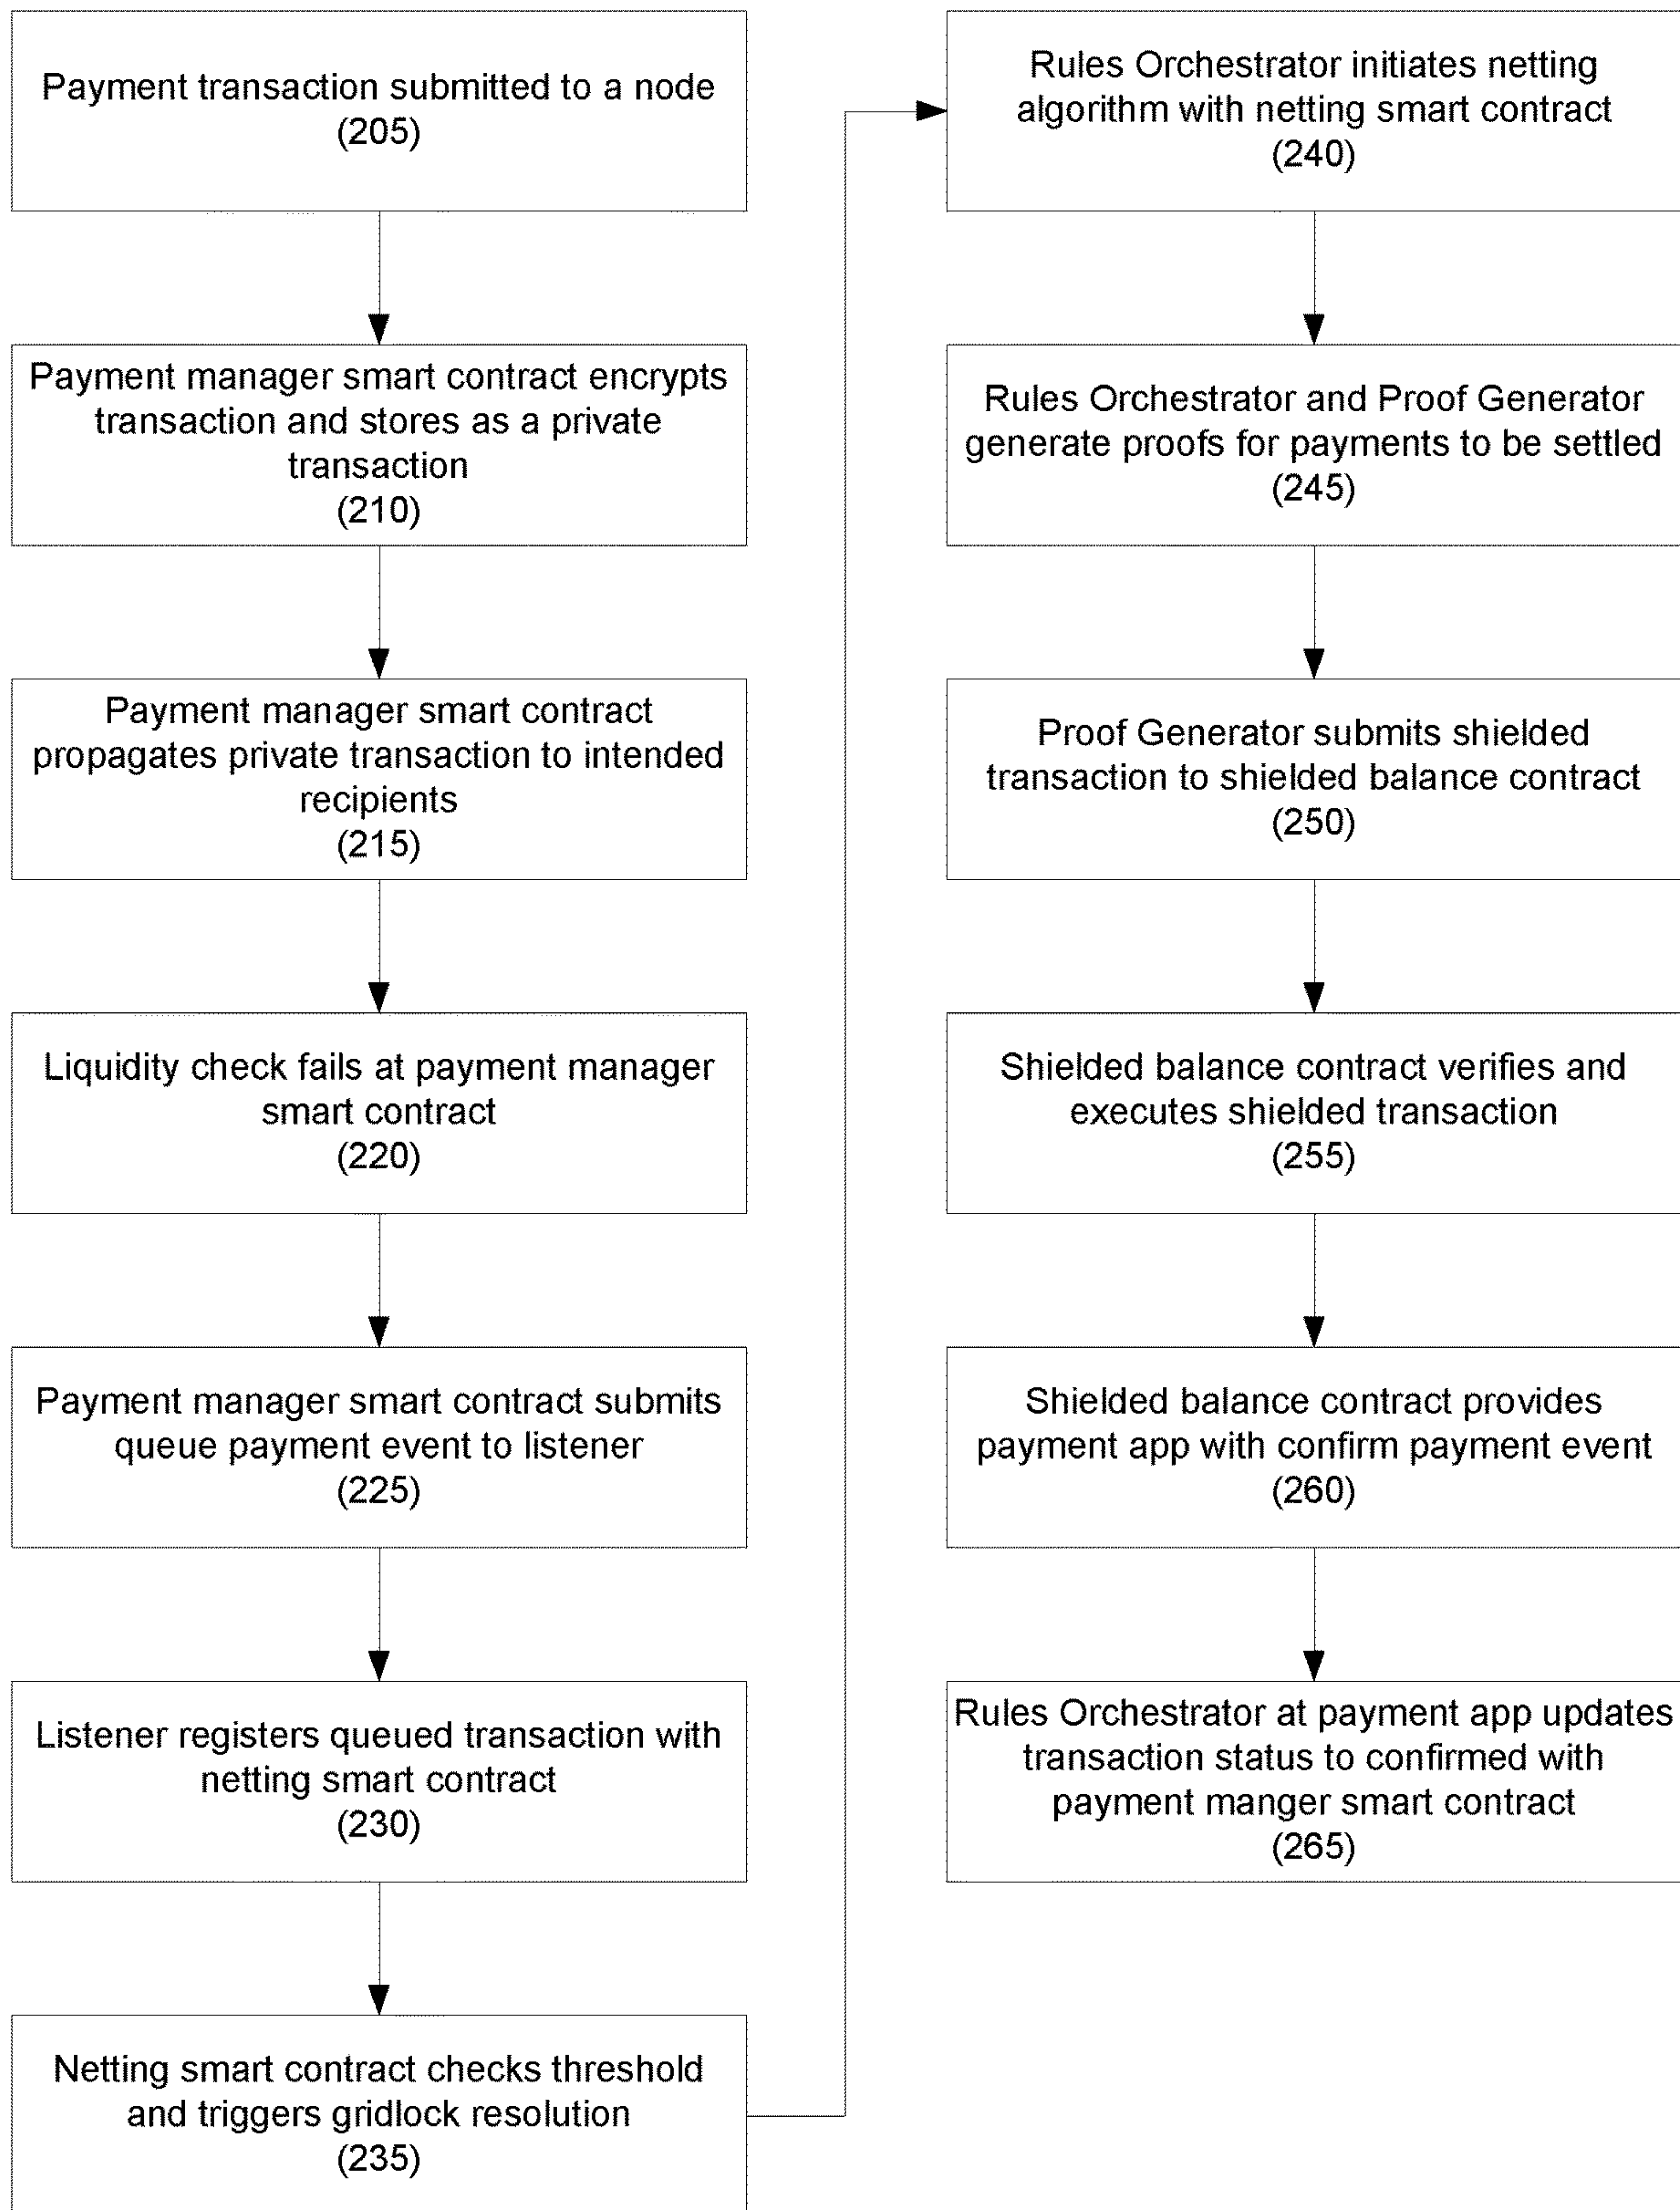 Payment transaction submitted to a node
(205)
Payment manager smart contract encrypts
transaction and stores as a private
transaction
(210)
Payment manager smart contract
propagates private transaction to intended
recipients
(215)
Liquidity check fails at payment manager
smart contract
(220)
Payment manager smart contract submits
queue payment event to listener
(225)
Listener registers queued transaction with
netting smart contract
(230)
Netting smart contract checks threshold
and triggers gridlock resolution
(235)
Rules Orchestrator initiates netting
algorithm with netting smart contract
(240)
Rules Orchestrator and Proof Generator
generate proofs for payments to be settled
(245)
Proof Generator submits shielded
transaction to shielded balance contract
(250)
Shielded balance contract verifies and
executes shielded transaction
(255)
Shielded balance contract provides
payment app with confirm payment event
(260)
Rules Orchestrator at payment app updates
transaction status to confirmed with
payment manger smart contract
(265)